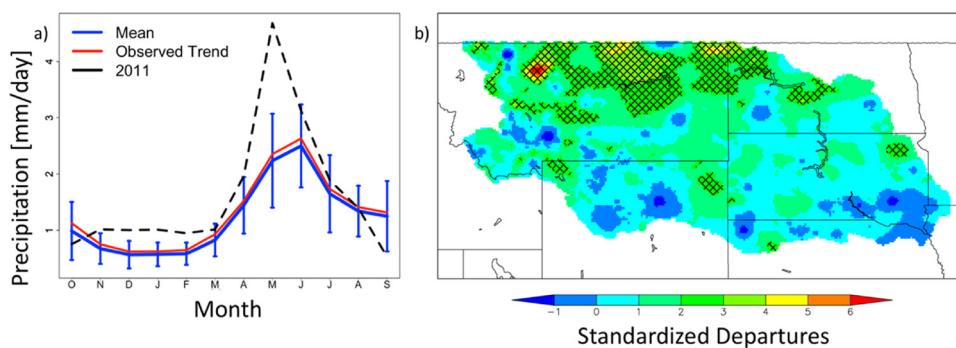 a)
Mean
Observed Trend
2011
Precipitation [mm/day]
4
3
2
1
O N D J F M A M J J A S
Month
b)
-1 0 1 2 3 4 5 6
Standardized Departures